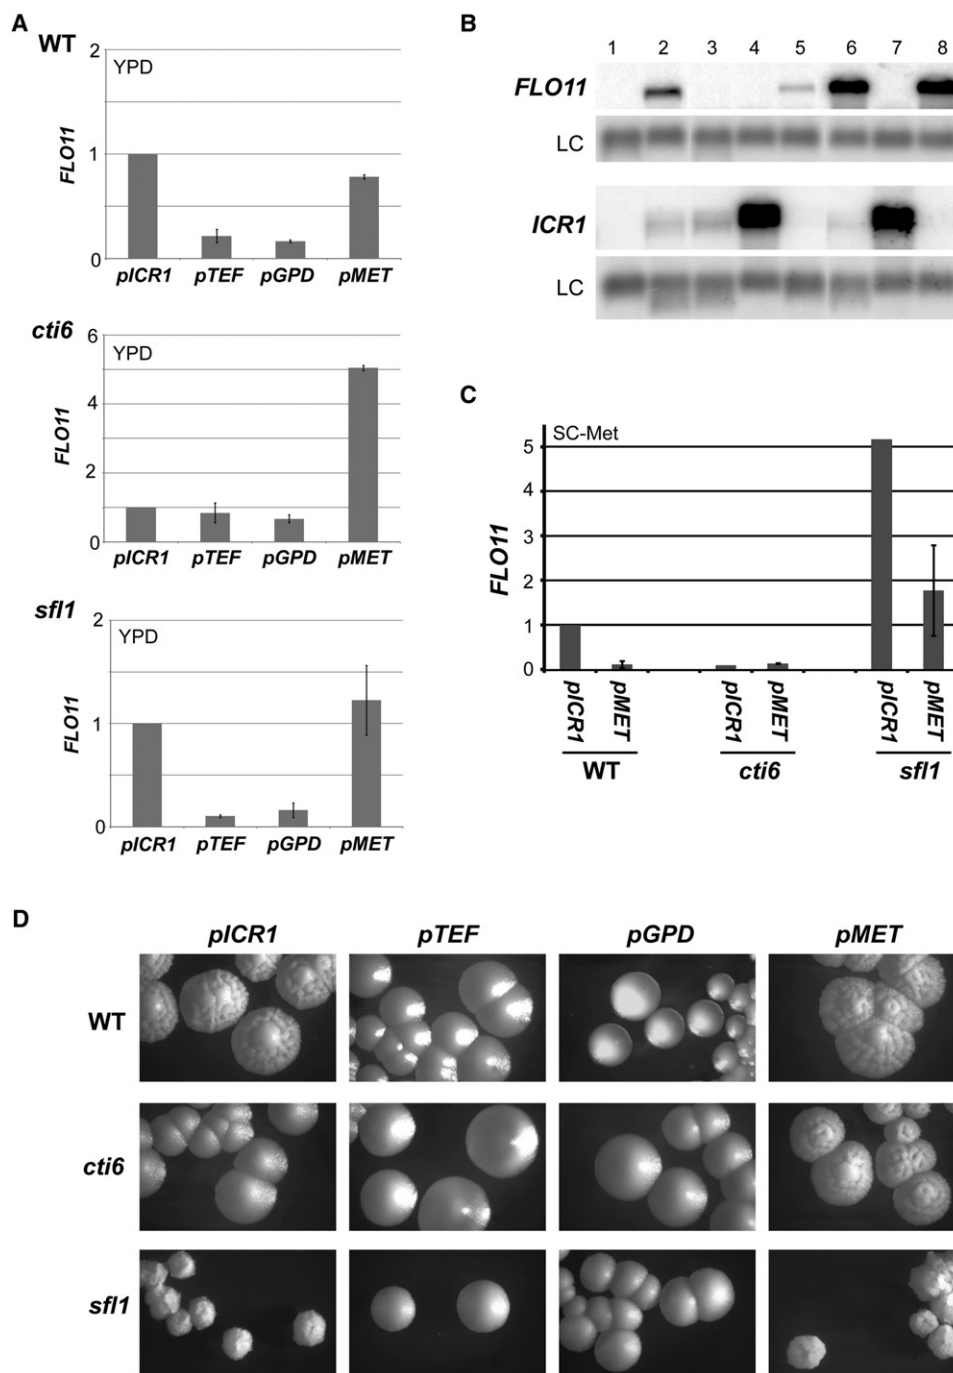 A
WT
YPD
FLO11
2
1
0
pICR1 pTEF pGPD pMET
cti6
YPD
FLO11
6
4
2
0
pICR1 pTEF pGPD pMET
sfl1
YPD
FLO11
2
1
0
pICR1 pTEF pGPD pMET
B
1 2 3 4 5 6 7 8
FLO11
LC
ICR1
LC
C
SC-Met
FLO11
5
4
3
2
1
0
pICR1 pMET pICR1 pMET pICR1 pMET
WT cti6 sfl1
D
pICR1 pTEF pGPD pMET
WT
cti6
sfl1